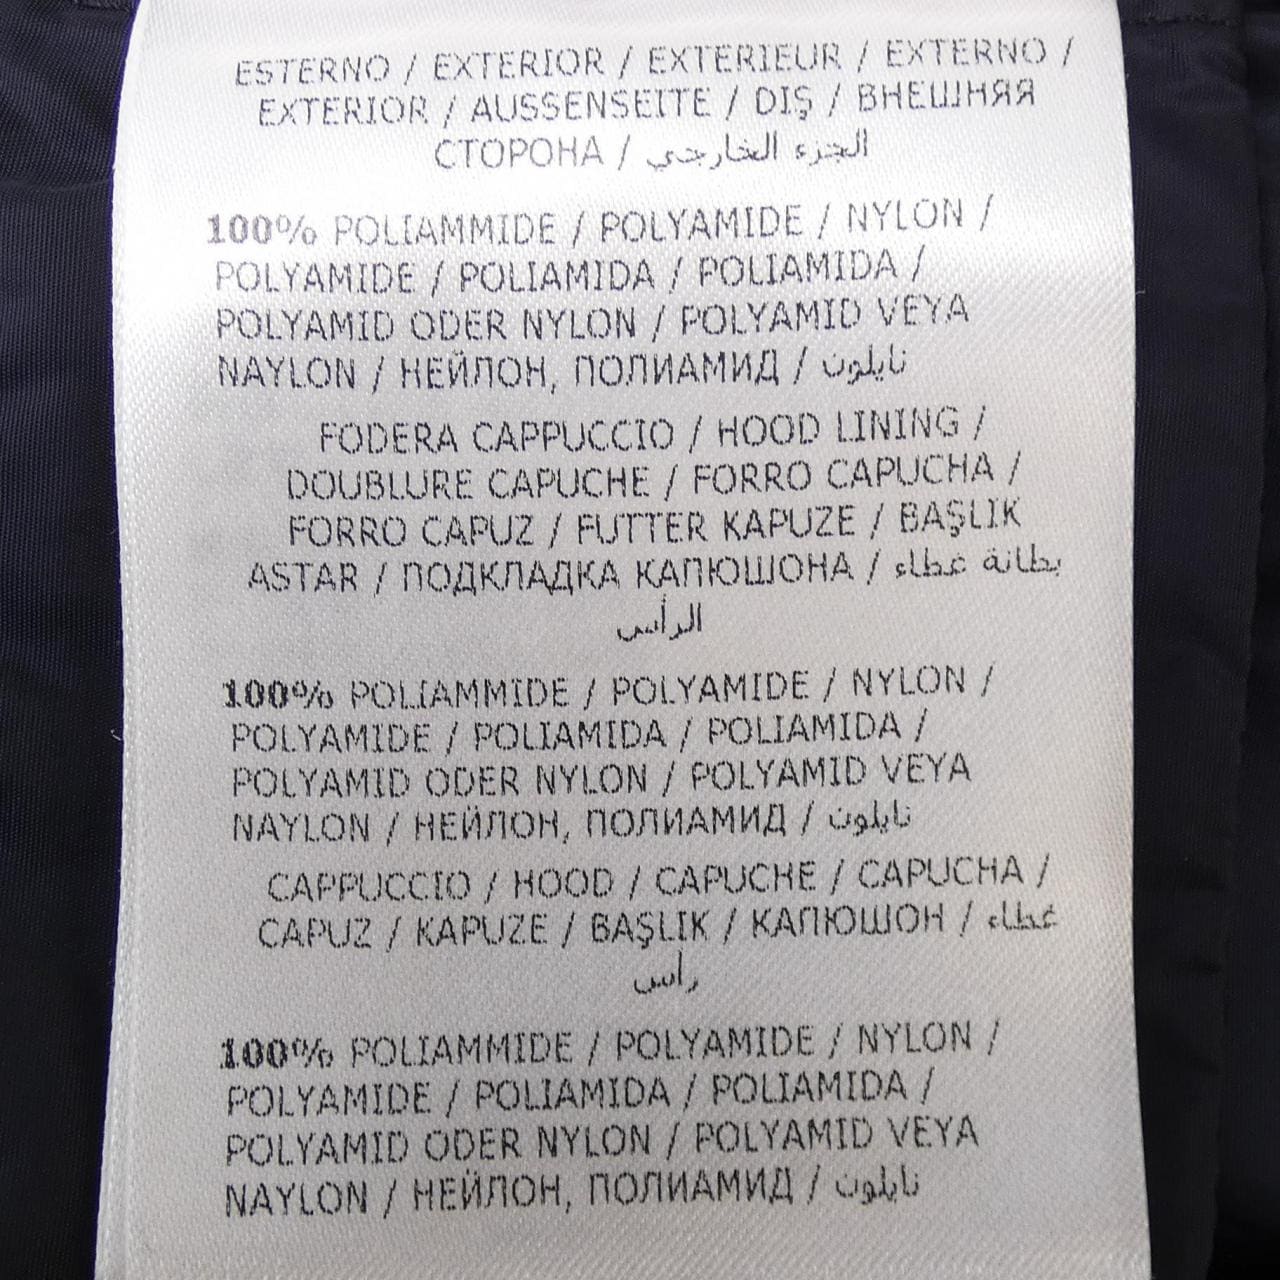 ESTERNO / EXTERIOR / EXTERIEUR / EXTERNO /
EXTERIOR / AUSSENSEITE / DIŞ / ВНЕШНЯЯ
СТОРОНА / الجزء الخارجي
100% POLIAMMIDE / POLYAMIDE / NYLON /
POLYAMIDE / POLIAMIDA / POLIAMIDA /
POLYAMID ODER NYLON / POLYAMID VEYA
NAYLON / НЕЙЛОН, ПОЛИАМИД / نايلون
FODERA CAPPUCCIO / HOOD LINING /
DOUBLURE CAPUCHE / FORRO CAPUCHA /
FORRO CAPUZ / FUTTER KAPUZE / BAŞLIK
ASTAR / ПОДКЛАДКА КАПЮШОНА / بطانة غطاء
الرأس
100% POLIAMMIDE / POLYAMIDE / NYLON /
POLYAMIDE / POLIAMIDA / POLIAMIDA /
POLYAMID ODER NYLON / POLYAMID VEYA
NAYLON / НЕЙЛОН, ПОЛИАМИД / نايلون
CAPPUCCIO / HOOD / CAPUCHE / CAPUCHA /
CAPUZ / KAPUZE / BAŞLIK / КАПЮШОН / غطاء
رأس
100% POLIAMMIDE / POLYAMIDE / NYLON /
POLYAMIDE / POLIAMIDA / POLIAMIDA /
POLYAMID ODER NYLON / POLYAMID VEYA
NAYLON / НЕЙЛОН, ПОЛИАМИД / نايلون